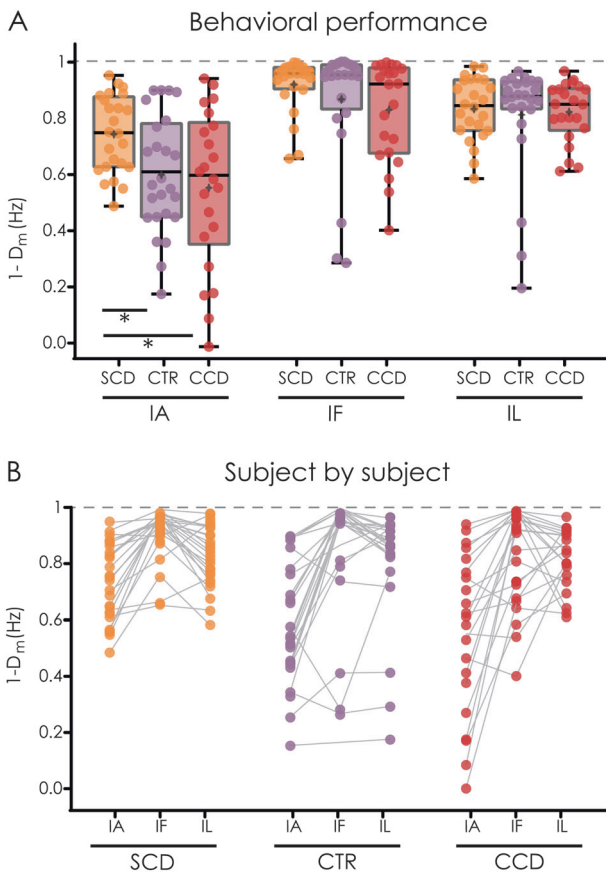 A Behavioral performance
1
0.8
0.6
0.4
0.2
0.0
1- Dm (Hz)
*
*
SCD CTR CCD SCD CTR CCD SCD CTR CCD
IA IF IL
B Subject by subject
1
0.8
0.6
0.4
0.2
0.0
1-Dm (Hz)
IA IF IL IA IF IL IA IF IL
SCD CTR CCD